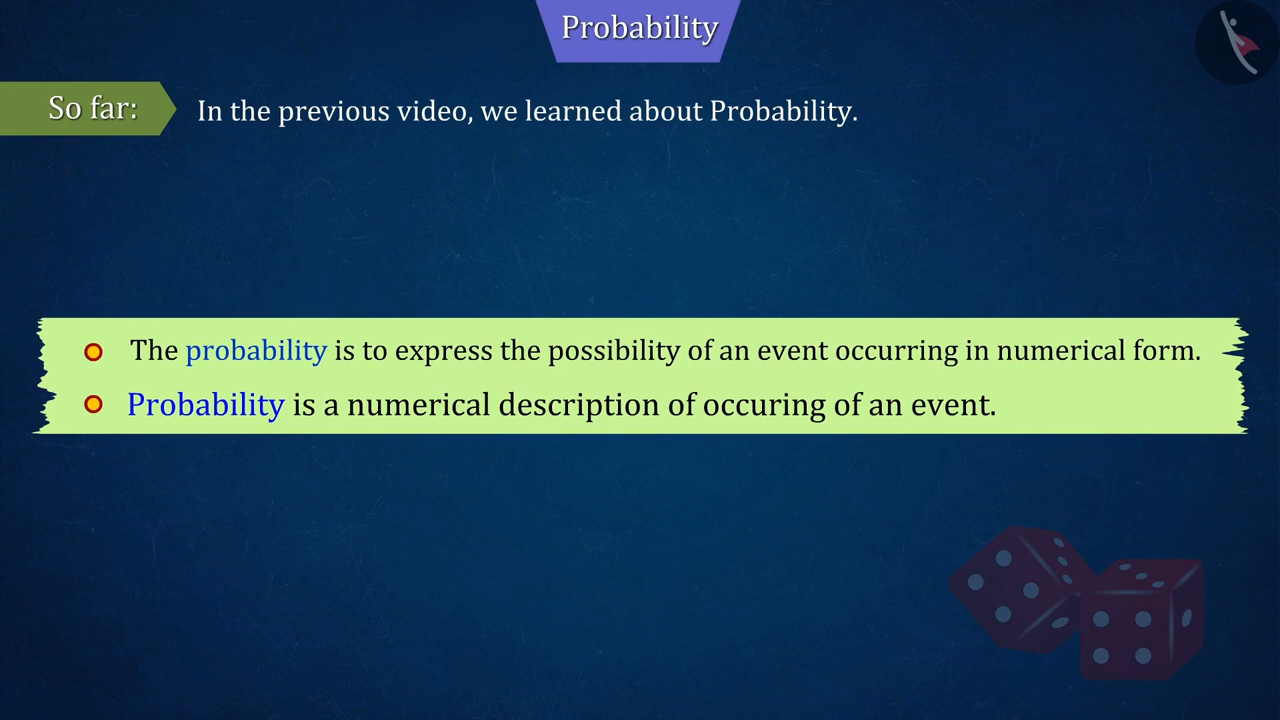 Probability
So far:
In the previous video, we learned about Probability.
The probability is to express the possibility of an event occurring in numerical form.
Probability is a numerical description of occuring of an event.